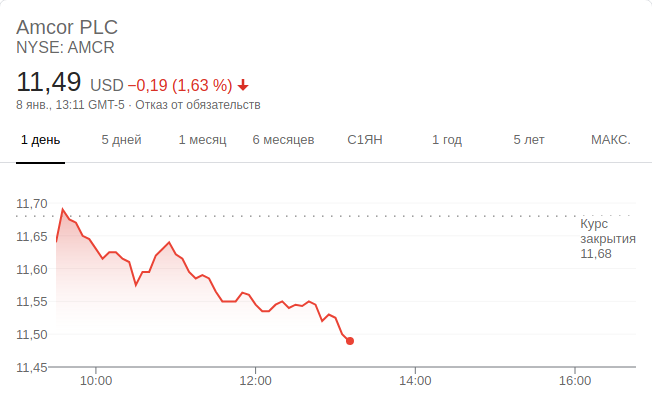 Amcor PLC
NYSE: AMCR
11,49 USD −0,19 (1,63 %)
8 янв., 13:11 GMT-5 · Отказ от обязательств
1 день 5 дней 1 месяц 6 месяцев С1ЯН 1 год 5 лет МАКС.
11,70
Курс
закрытия
11,68
11,65
11,60
11,55
11,50
11,45
10:00 12:00 14:00 16:00